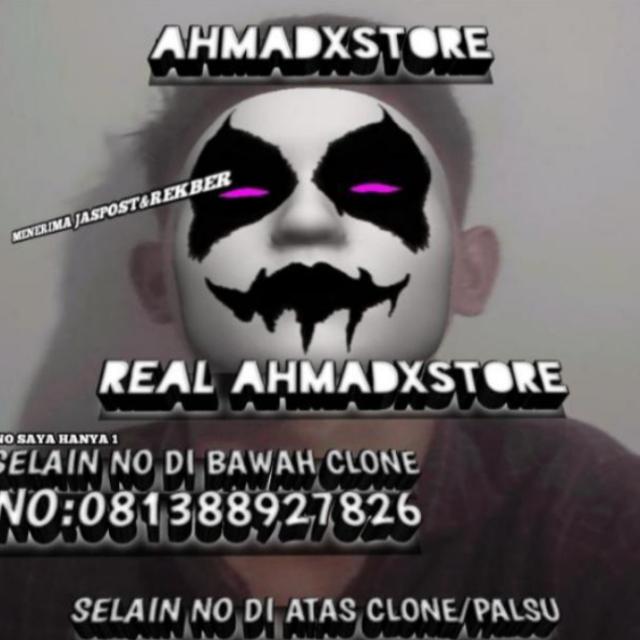 AHMADXSTORE
MENERIMA JASPOST&REKBER
REAL AHMADXSTORE
NO SAYA HANYA 1
SELAIN NO DI BAWAH CLONE
NO:081388927826
SELAIN NO DI ATAS CLONE/PALSU